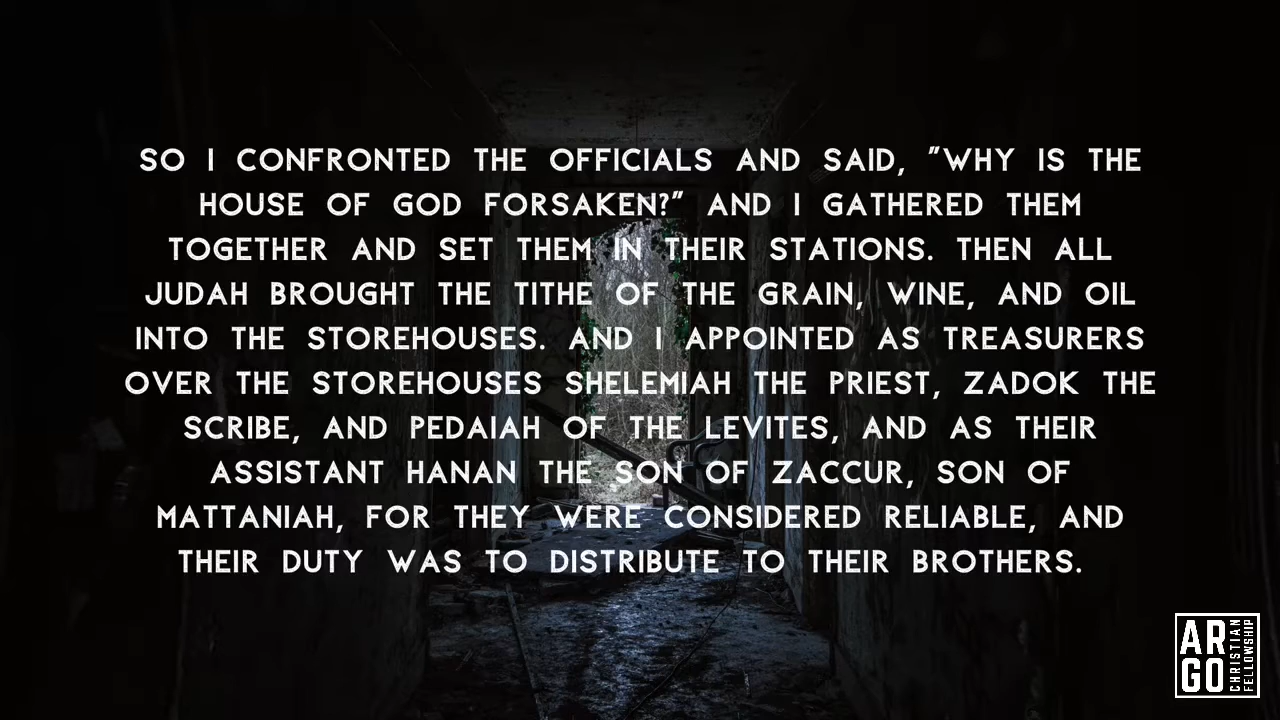 SO I CONFRONTED THE OFFICIALS AND SAID, "WHY IS THE
HOUSE OF GOD FORSAKEN?" AND I GATHERED THEM
TOGETHER AND SET THEM IN THEIR STATIONS. THEN ALL
JUDAH BROUGHT THE TITHE OF THE GRAIN, WINE, AND OIL
INTO THE STOREHOUSES. AND I APPOINTED AS TREASURERS
OVER THE STOREHOUSES SHELEMIAH THE PRIEST, ZADOK THE
SCRIBE, AND PEDAIAH OF THE LEVITES, AND AS THEIR
ASSISTANT HANAN THE SON OF ZACCUR, SON OF
MATTANIAH, FOR THEY WERE CONSIDERED RELIABLE, AND
THEIR DUTY WAS TO DISTRIBUTE TO THEIR BROTHERS.
AR
GO
CHRISTIAN
FELLOWSHIP